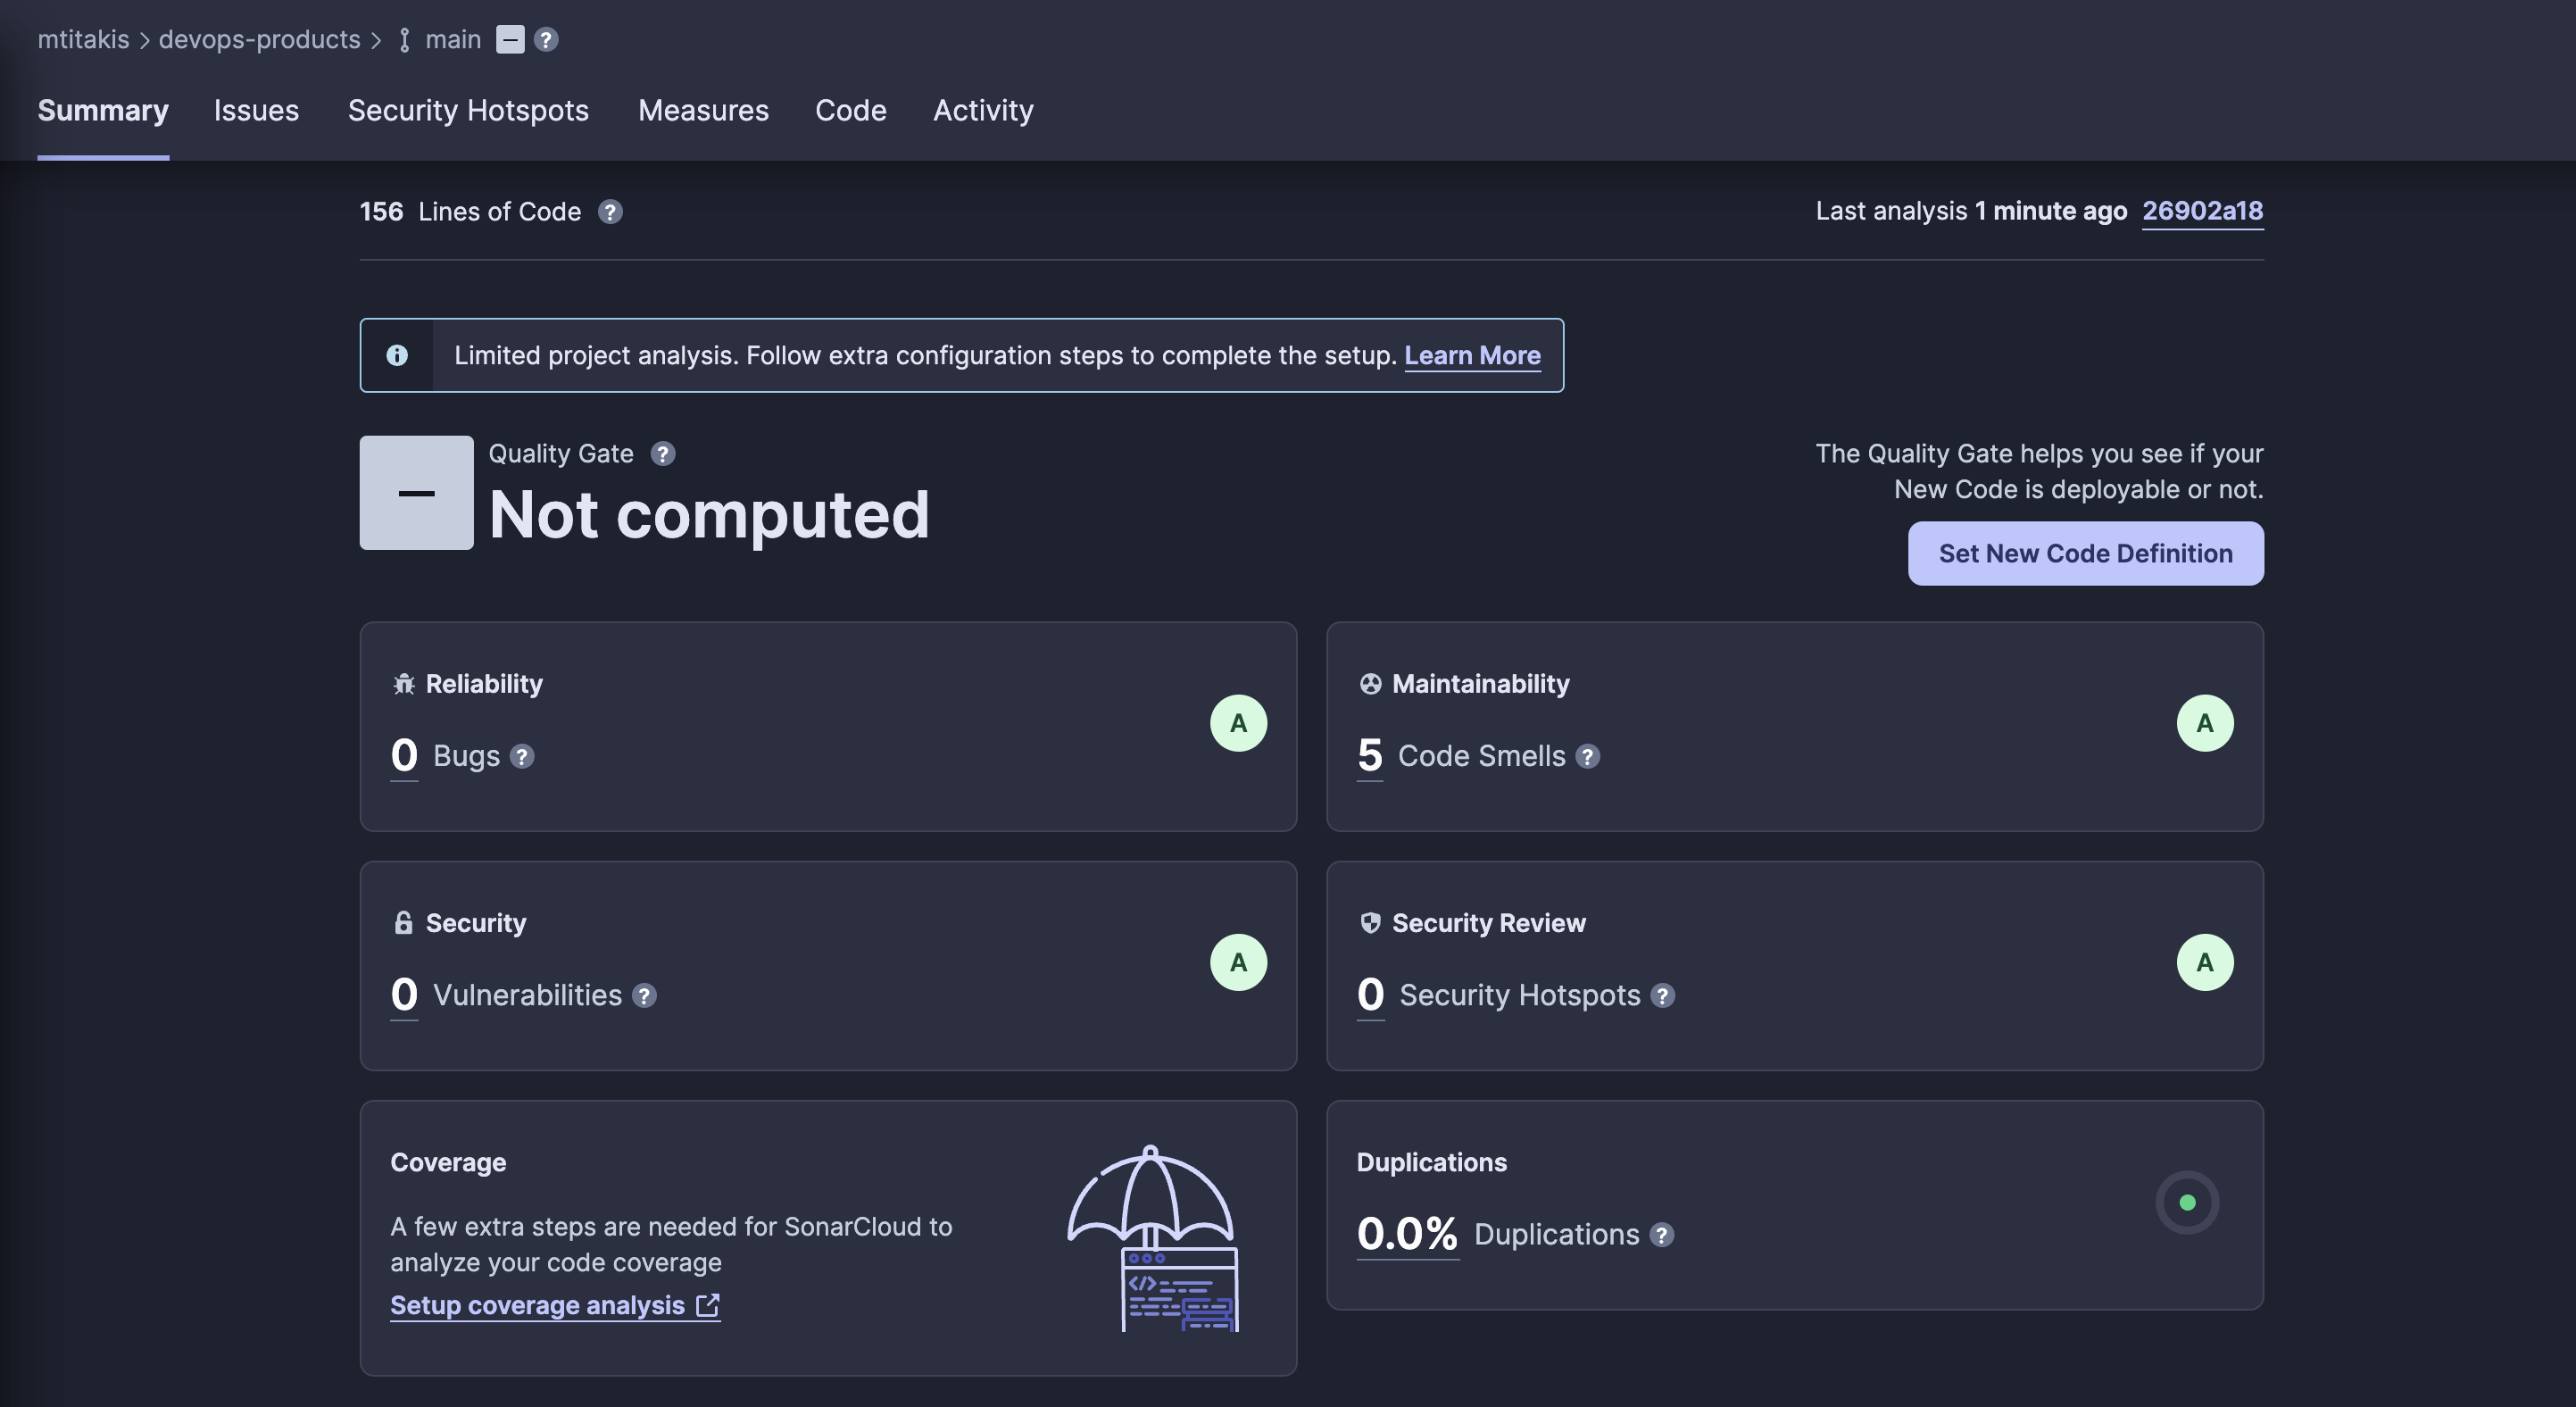 mtitakis > devops-products > main
Summary Issues Security Hotspots Measures Code Activity
156 Lines of Code ?
Last analysis 1 minute ago 26902a18
Limited project analysis. Follow extra configuration steps to complete the setup. Learn More
Quality Gate ?
Not computed
The Quality Gate helps you see if your
New Code is deployable or not.
Set New Code Definition
Reliability
A
0 Bugs ?
Maintainability
A
5 Code Smells ?
Security
A
0 Vulnerabilities ?
Security Review
A
0 Security Hotspots ?
Coverage
A few extra steps are needed for SonarCloud to
analyze your code coverage
Setup coverage analysis
</>
Duplications
0.0% Duplications ?